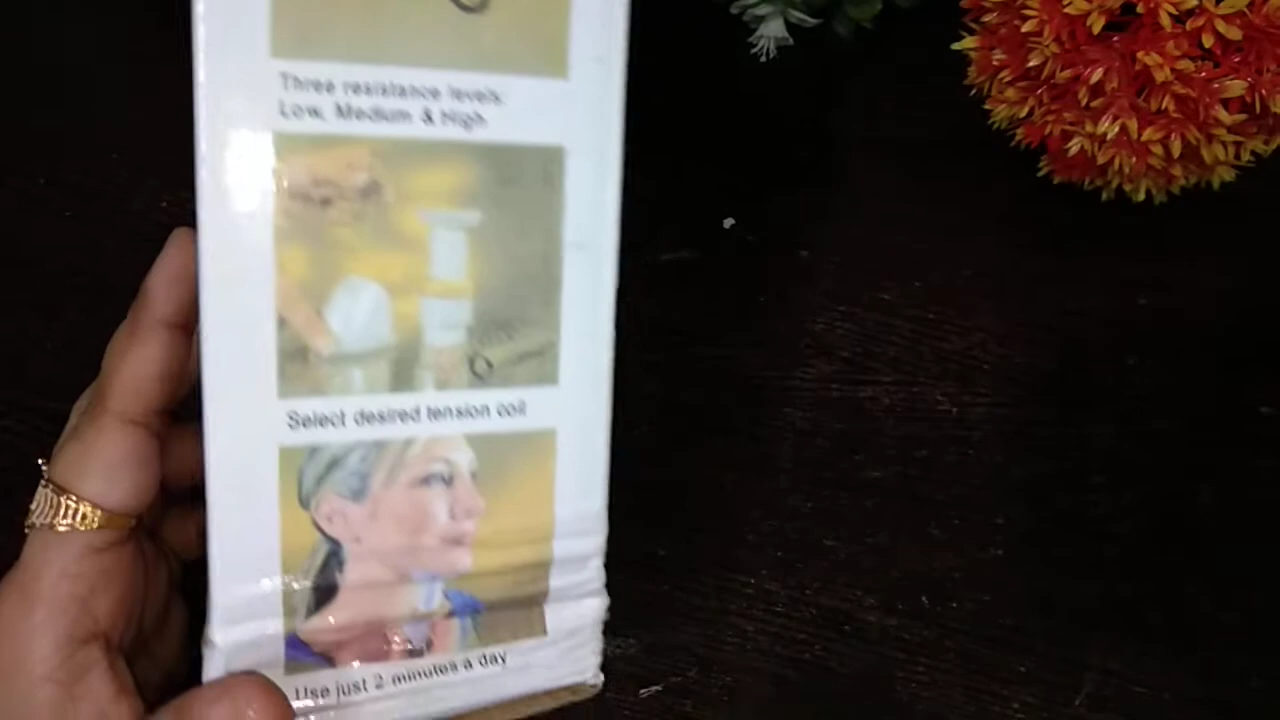 Three resistance levels:
Low, Medium & High
Select desired tension coil
Use just 2 minutes a day